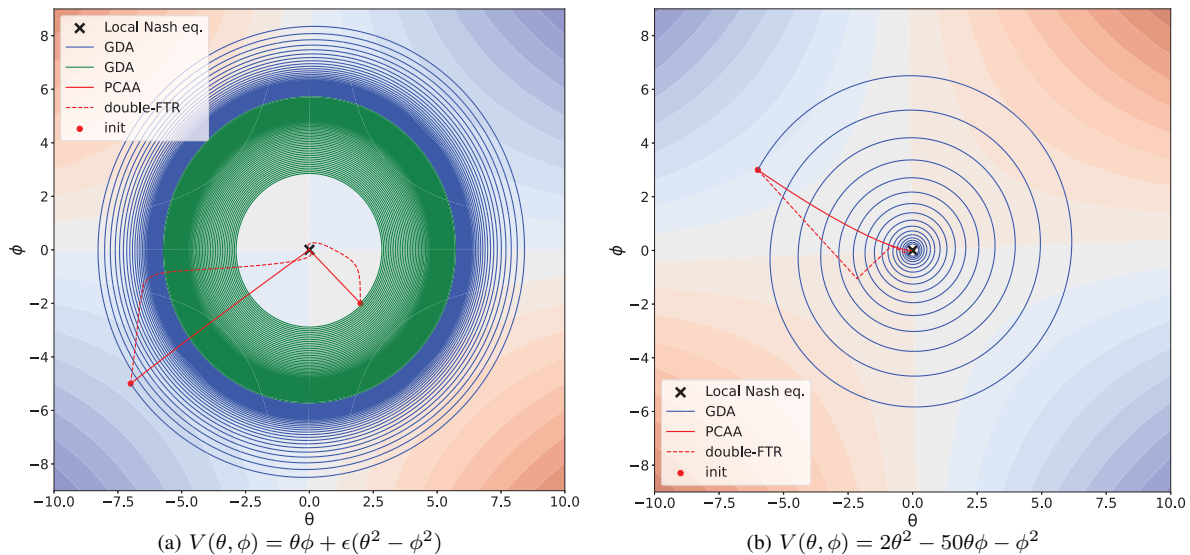 Local Nash eq.
GDA
GDA
PCAA
double-FTR
init
8
6
4
2
0
−2
−4
−6
−8
ϕ
−10.0 −7.5 −5.0 −2.5 0.0 2.5 5.0 7.5 10.0
θ
(a) V(θ, ϕ) = θϕ + ϵ(θ² − ϕ²)
8
6
4
2
0
−2
−4
−6
−8
ϕ
Local Nash eq.
GDA
PCAA
double-FTR
init
−10.0 −7.5 −5.0 −2.5 0.0 2.5 5.0 7.5 10.0
θ
(b) V(θ, ϕ) = 2θ² − 50θϕ − ϕ²